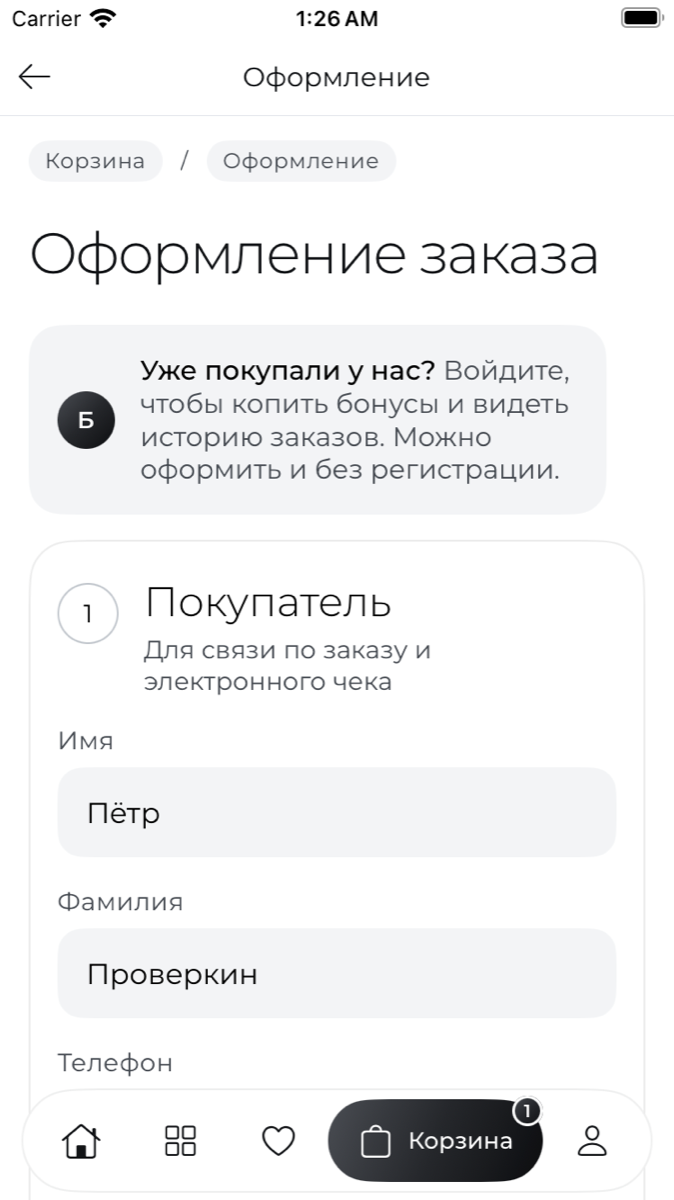 Carrier 1:26 AM
Оформление
Корзина / Оформление
Оформление заказа
Б
Уже покупали у нас? Войдите,
чтобы копить бонусы и видеть
историю заказов. Можно
оформить и без регистрации.
1
Покупатель
Для связи по заказу и
электронного чека
Имя
Пётр
Фамилия
Проверкин
Телефон
Корзина 1